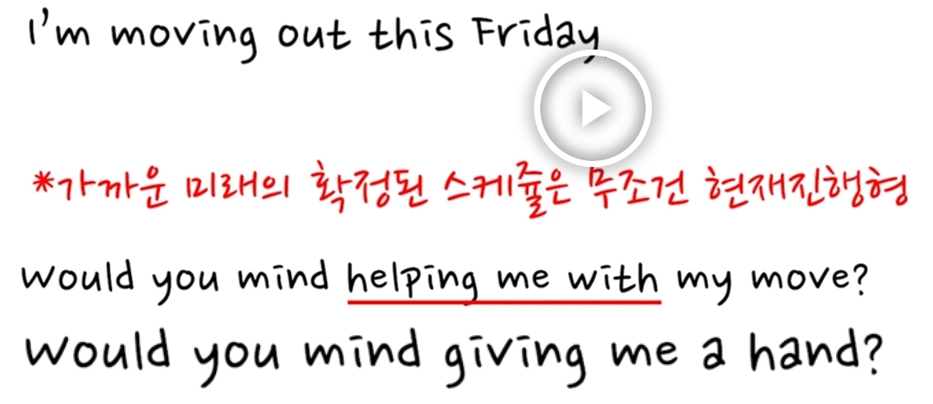 I'm moving out this Friday
*가까운 미래의 확정된 스케쥴은 무조건 현재진행형
Would you mind helping me with my move?
Would you mind giving me a hand?